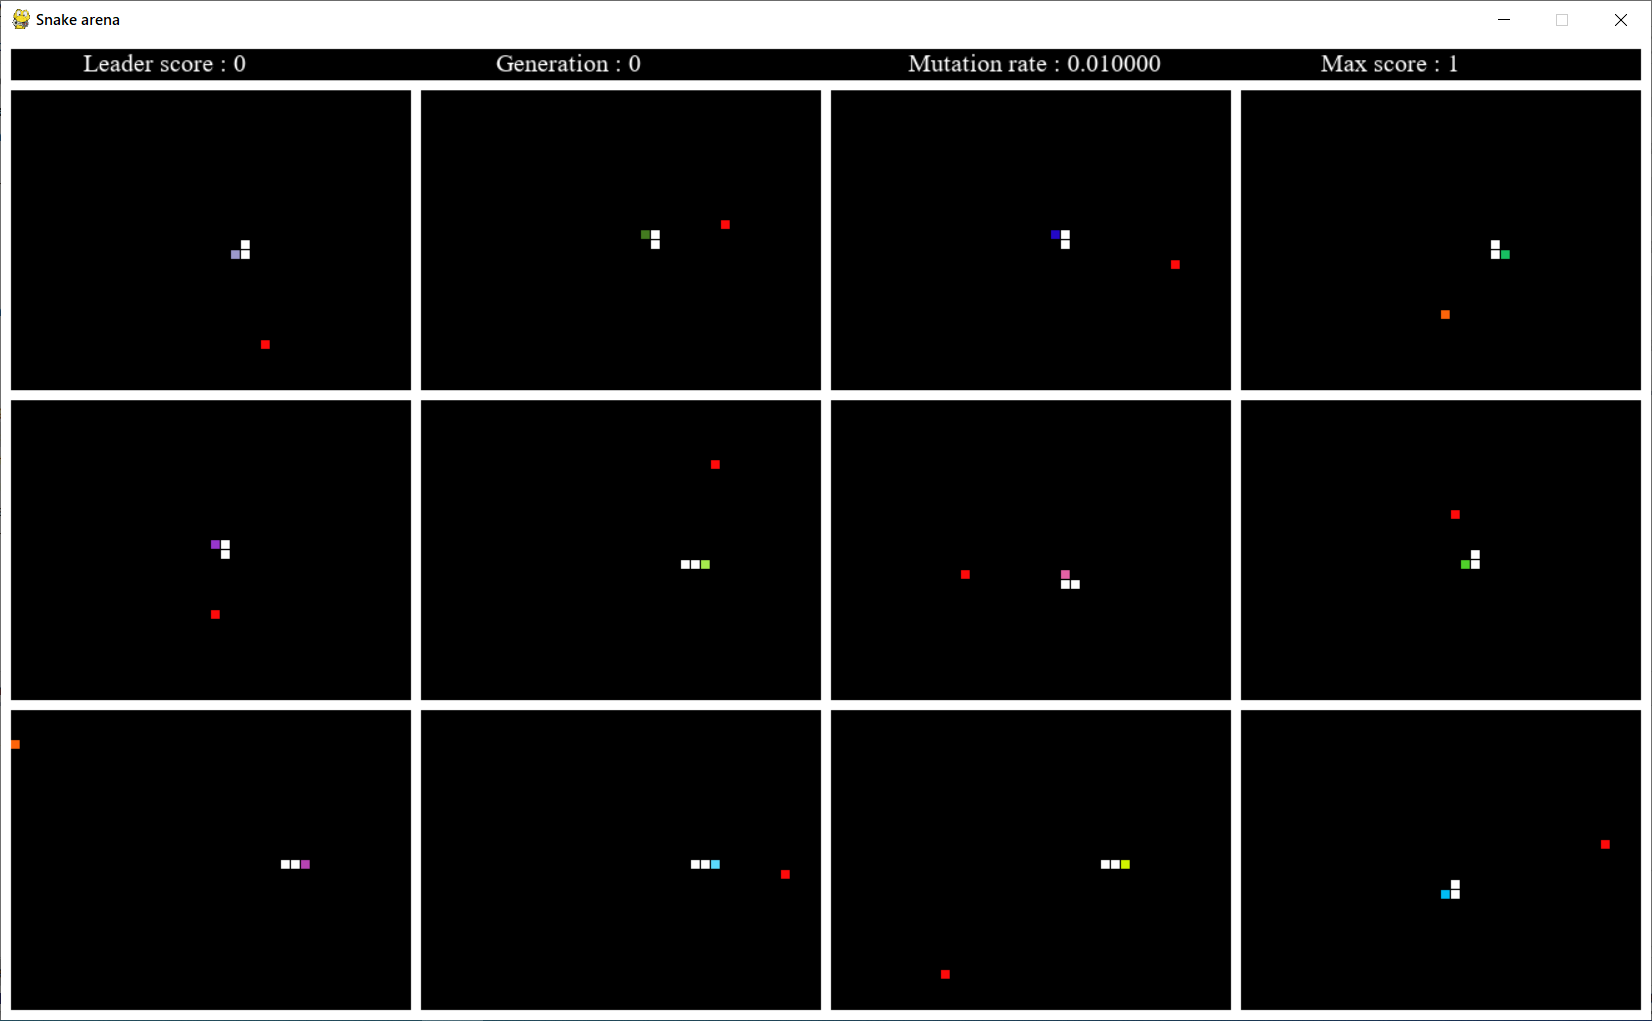 Snake arena
Leader score : 0 Generation : 0 Mutation rate : 0.010000 Max score : 1